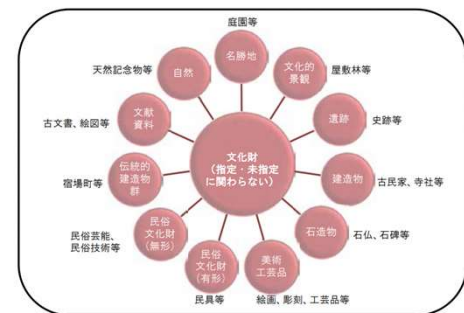 庭園等
名勝地
文化的
景観
屋敷林等
遺跡
史跡等
建造物
古民家、寺社等
石造物
石仏、石碑等
美術
工芸品
絵画、彫刻、工芸品等
民俗
文化財
(有形)
民具等
民俗
文化財
(無形)
民俗芸能、
民俗技術等
伝統的
建造物
群
宿場町等
文献
資料
古文書、絵図等
自然
天然記念物等
文化財
(指定・未指定
に関わらない)